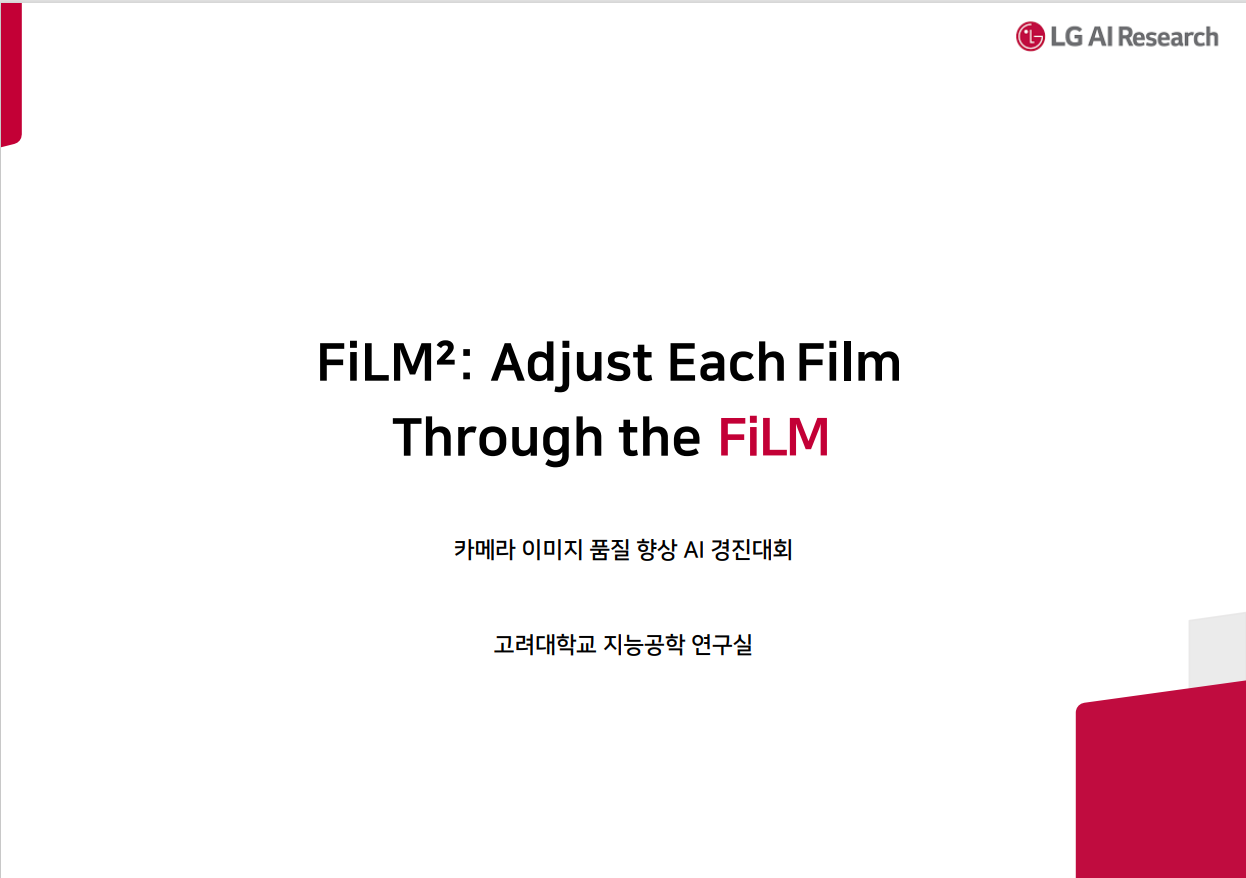 LG AI Research
FiLM²: Adjust Each Film
Through the FiLM
카메라 이미지 품질 향상 AI 경진대회
고려대학교 지능공학 연구실